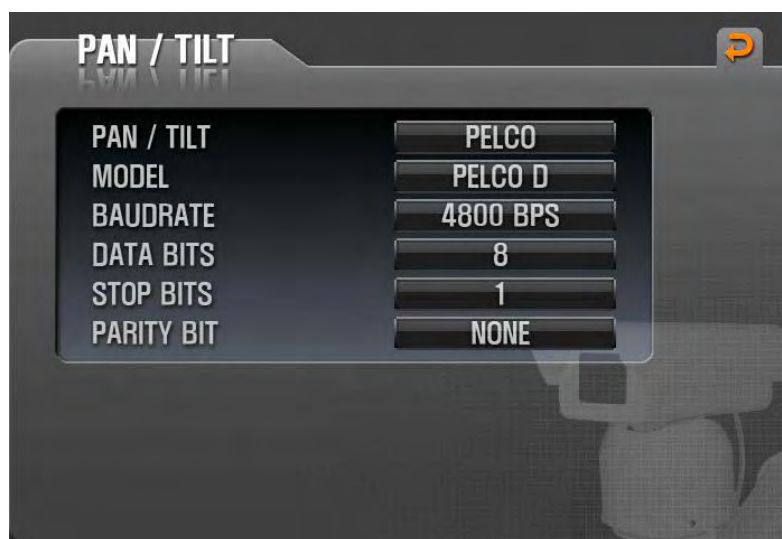 PAN / TILT
PAN / TILT PELCO
MODEL PELCO D
BAUDRATE 4800 BPS
DATA BITS 8
STOP BITS 1
PARITY BIT NONE